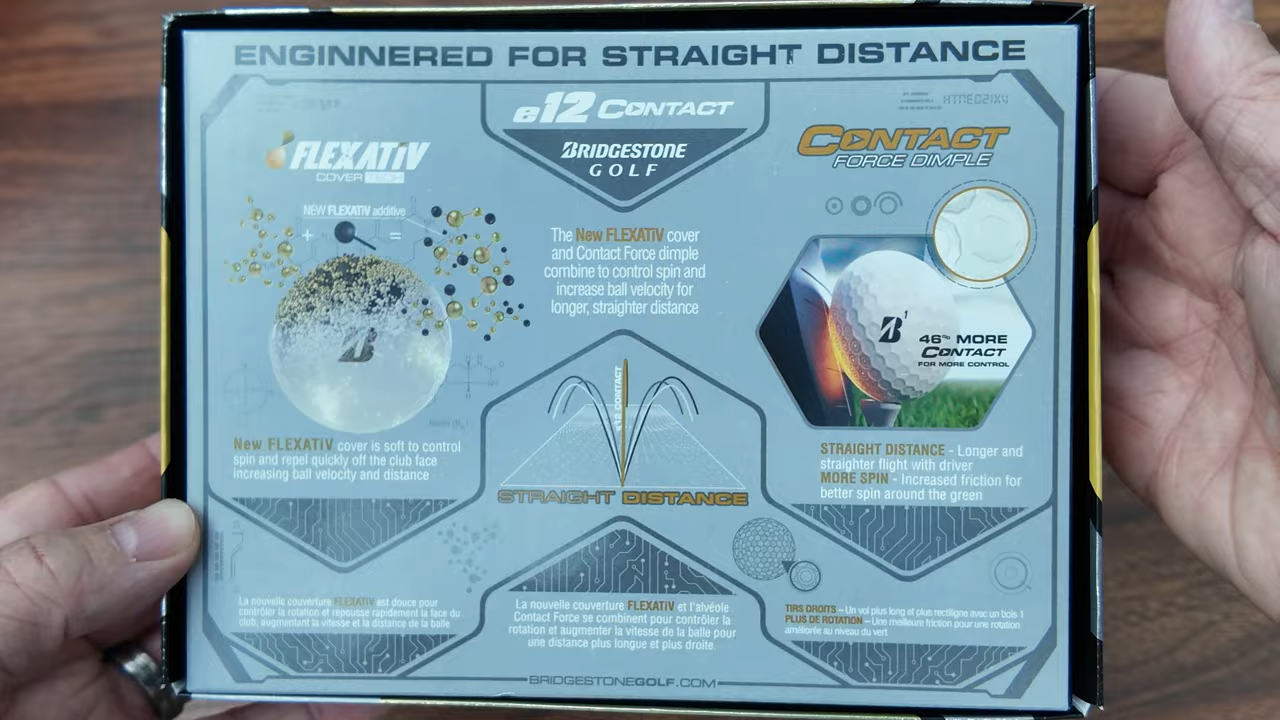 ENGINNERED FOR STRAIGHT DISTANCE
e12 CONTACT
BRIDGESTONE
GOLF
FLEXATIV
COVER TECH
NEW FLEXATIV additive
+ =
B
New FLEXATIV cover is soft to control
spin and repel quickly off the club face
increasing ball velocity and distance
The New FLEXATIV cover
and Contact Force dimple
combine to control spin and
increase ball velocity for
longer, straighter distance
e12 CONTACT
STRAIGHT DISTANCE
HTNE021X4
CONTACT
FORCE DIMPLE
B 1
46% MORE
CONTACT
FOR MORE CONTROL
STRAIGHT DISTANCE - Longer and
straighter flight with driver
MORE SPIN - Increased friction for
better spin around the green
La nouvelle couverture FLEXATIV est douce pour
contrôler la rotation et repousse rapidement la face du
club, augmentant la vitesse et la distance de la balle
La nouvelle couverture FLEXATIV et l'alvéole
Contact Force se combinent pour contrôler la
rotation et augmenter la vitesse de la balle pour
une distance plus longue et plus droite.
TIRS DROITS – Un vol plus long et plus rectiligne avec un bois 1
PLUS DE ROTATION – Une meilleure friction pour une rotation
améliorée au niveau du vert
BRIDGESTONEGOLF.COM